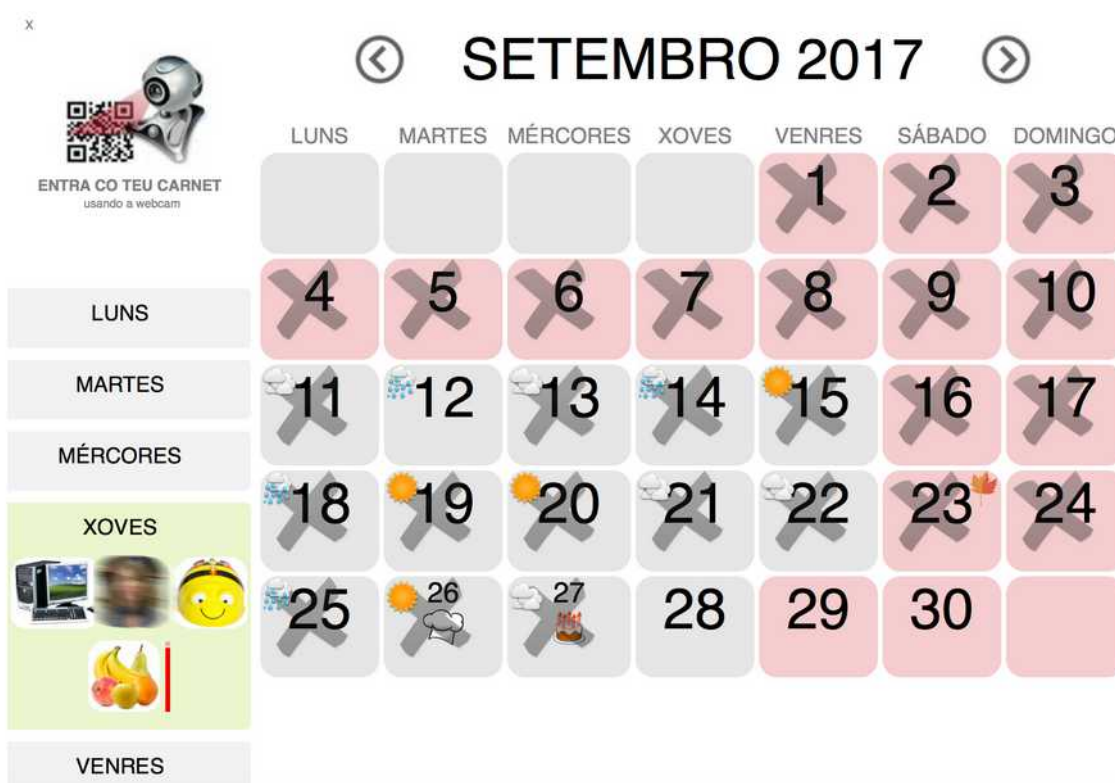 x
SETEMBRO 2017
ENTRA CO TEU CARNET
usando a webcam
LUNS MARTES MÉRCORES XOVES VENRES SÁBADO DOMINGO
1 2 3
4 5 6 7 8 9 10
11 12 13 14 15 16 17
18 19 20 21 22 23 24
25 26 27 28 29 30
LUNS
MARTES
MÉRCORES
XOVES
VENRES